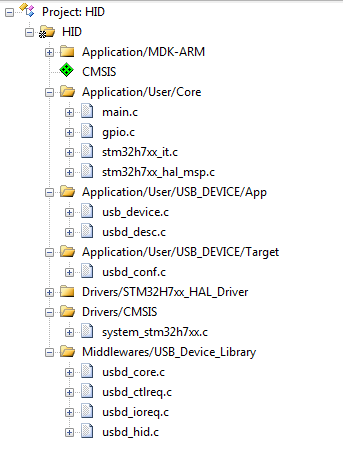 Project: HID
HID
Application/MDK-ARM
CMSIS
Application/User/Core
main.c
gpio.c
stm32h7xx_it.c
stm32h7xx_hal_msp.c
Application/User/USB_DEVICE/App
usb_device.c
usbd_desc.c
Application/User/USB_DEVICE/Target
usbd_conf.c
Drivers/STM32H7xx_HAL_Driver
Drivers/CMSIS
system_stm32h7xx.c
Middlewares/USB_Device_Library
usbd_core.c
usbd_ctlreq.c
usbd_ioreq.c
usbd_hid.c